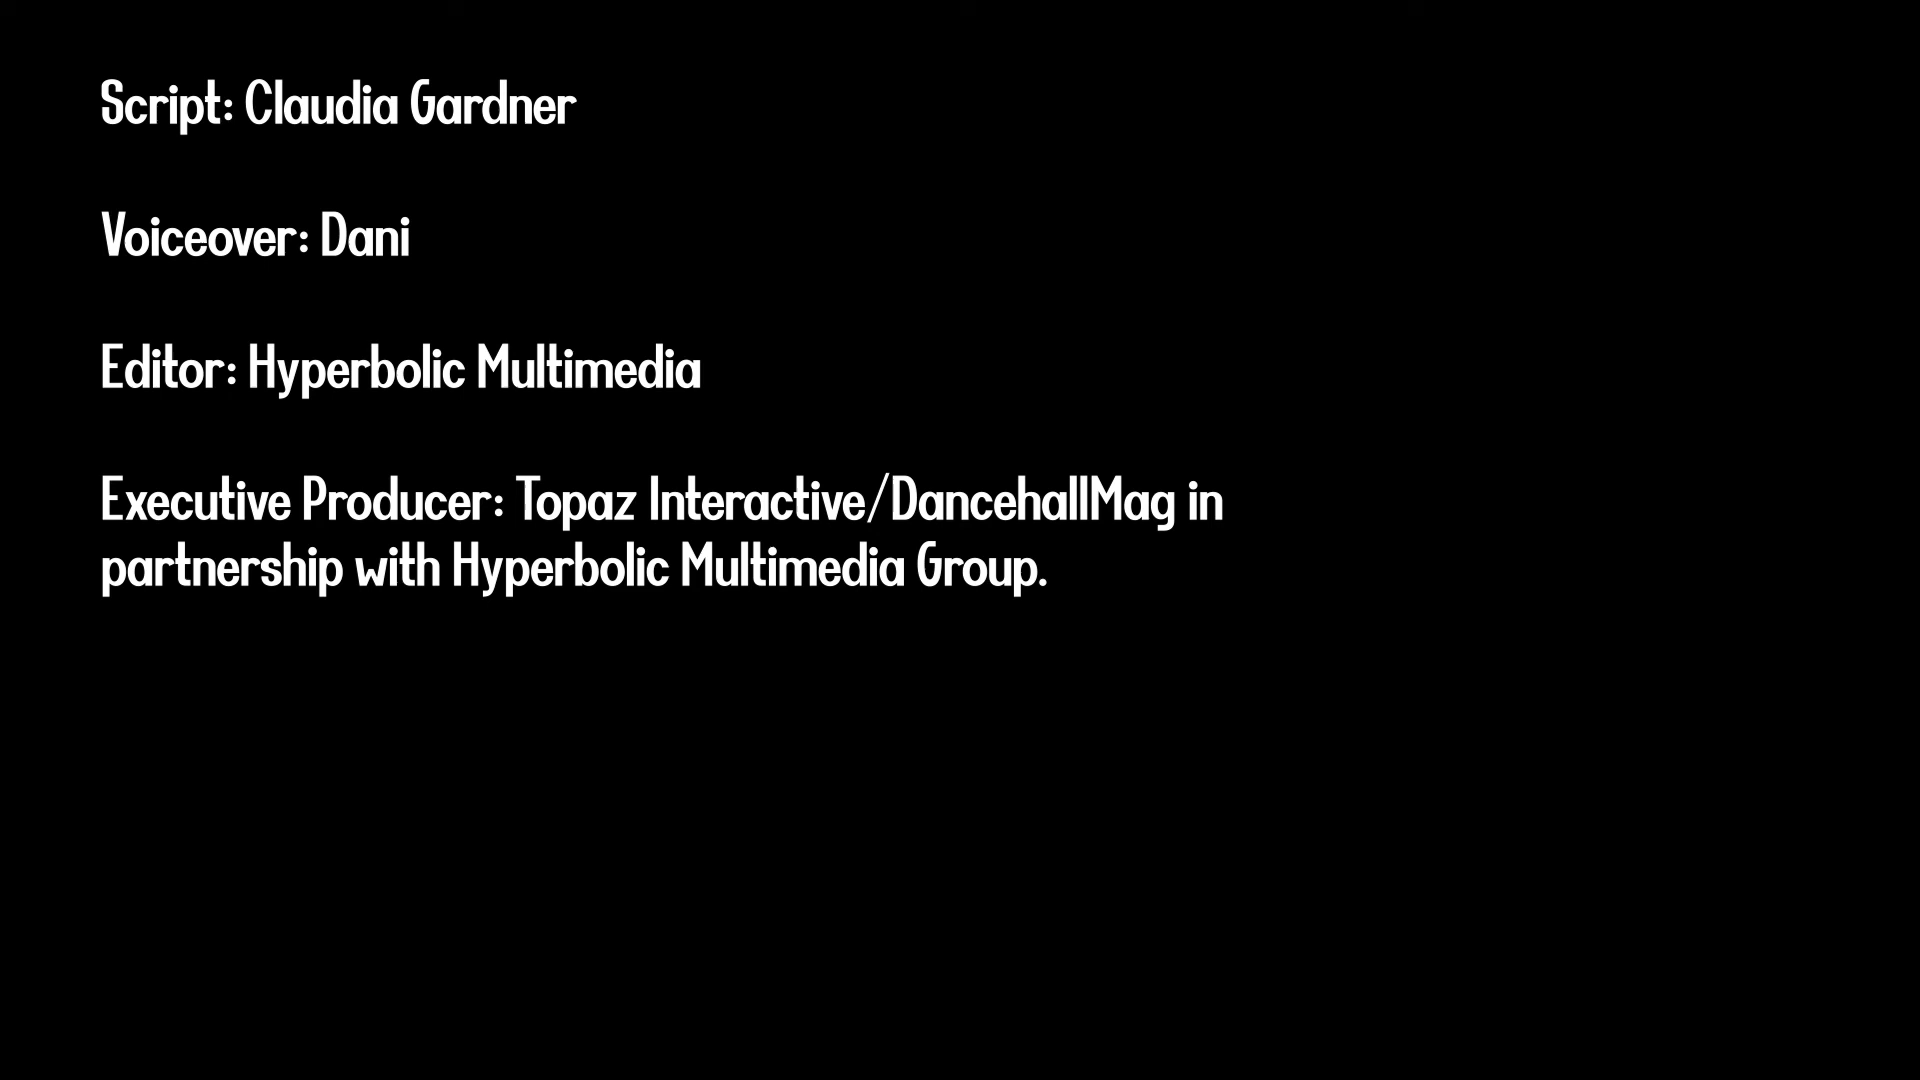 Script: Claudia Gardner
Voiceover: Dani
Editor: Hyperbolic Multimedia
Executive Producer: Topaz Interactive/DancehallMag in
partnership with Hyperbolic Multimedia Group.